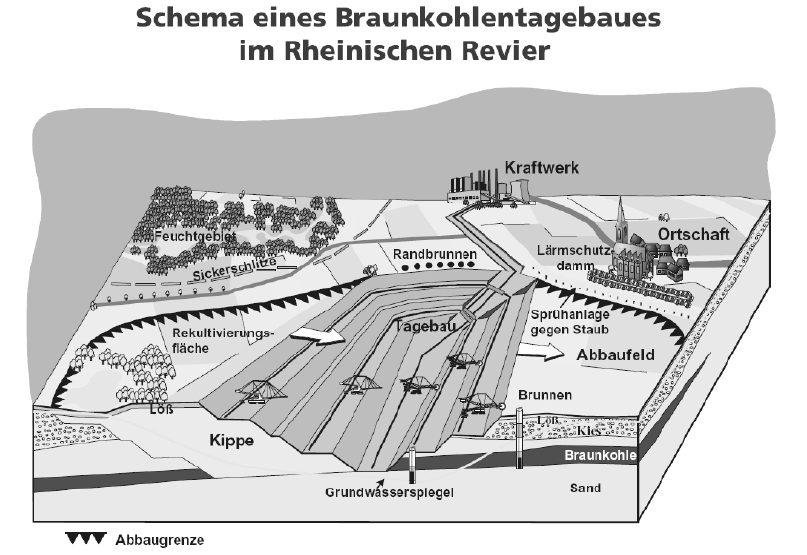 Schema eines Braunkohlentagebaues
im Rheinischen Revier
Kraftwerk
Feuchtgebiet
Ortschaft
Sickerschlitze
Randbrunnen
Lärmschutz-
damm
Rekultivierungs-
fläche
Tagebau
Sprühanlage
gegen Staub
Abbaufeld
Löß
Brunnen
Kippe
Löß
Kies
Braunkohle
Grundwasserspiegel
Sand
Abbaugrenze